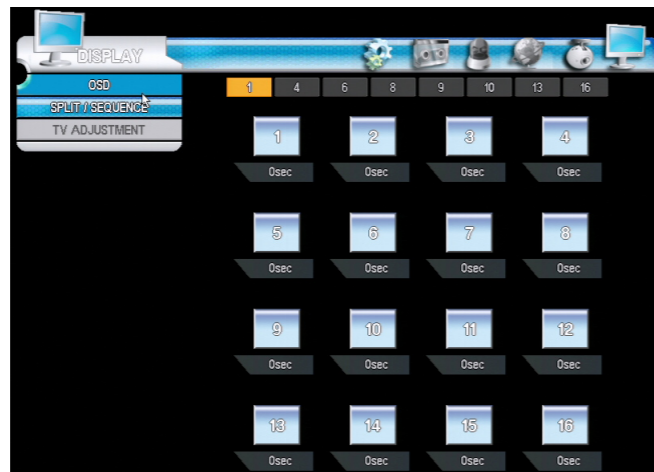 DISPLAY
OSD
SPLIT / SEQUENCE
TV ADJUSTMENT
1 4 6 8 9 10 13 16
1 2 3 4
0sec 0sec 0sec 0sec
5 6 7 8
0sec 0sec 0sec 0sec
9 10 11 12
0sec 0sec 0sec 0sec
13 14 15 16
0sec 0sec 0sec 0sec